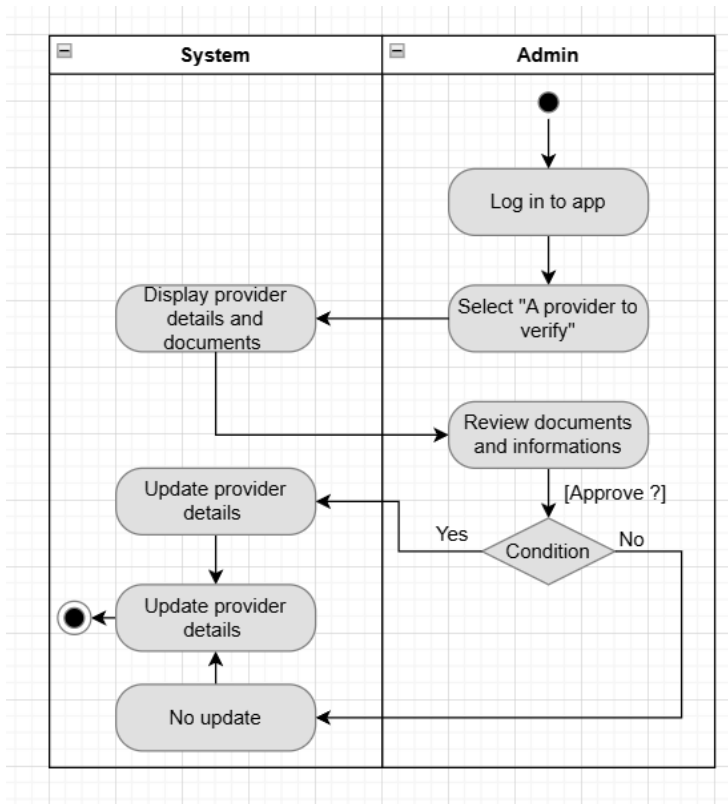 System
Admin
Log in to app
Select "A provider to
verify"
Display provider
details and
documents
Review documents
and informations
[Approve ?]
Condition
Yes
No
Update provider
details
Update provider
details
No update